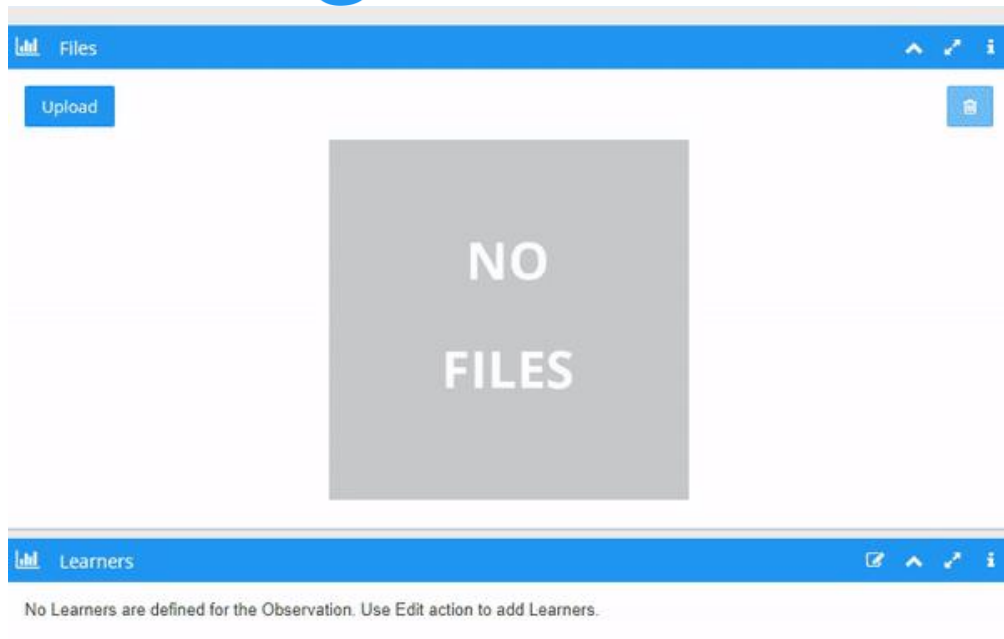 Files
Upload
NO
FILES
Learners
No Learners are defined for the Observation. Use Edit action to add Learners.